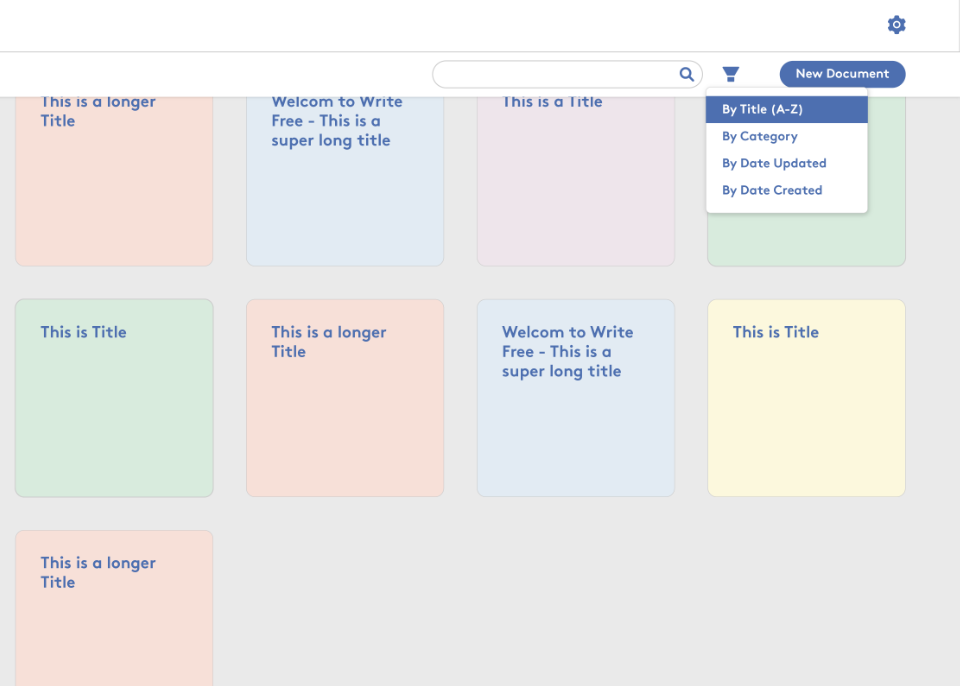 New Document
By Title (A-Z)
By Category
By Date Updated
By Date Created
This is a longer
Title
Welcom to Write
Free - This is a
super long title
This is a Title
This is Title
This is a longer
Title
Welcom to Write
Free - This is a
super long title
This is Title
This is a longer
Title